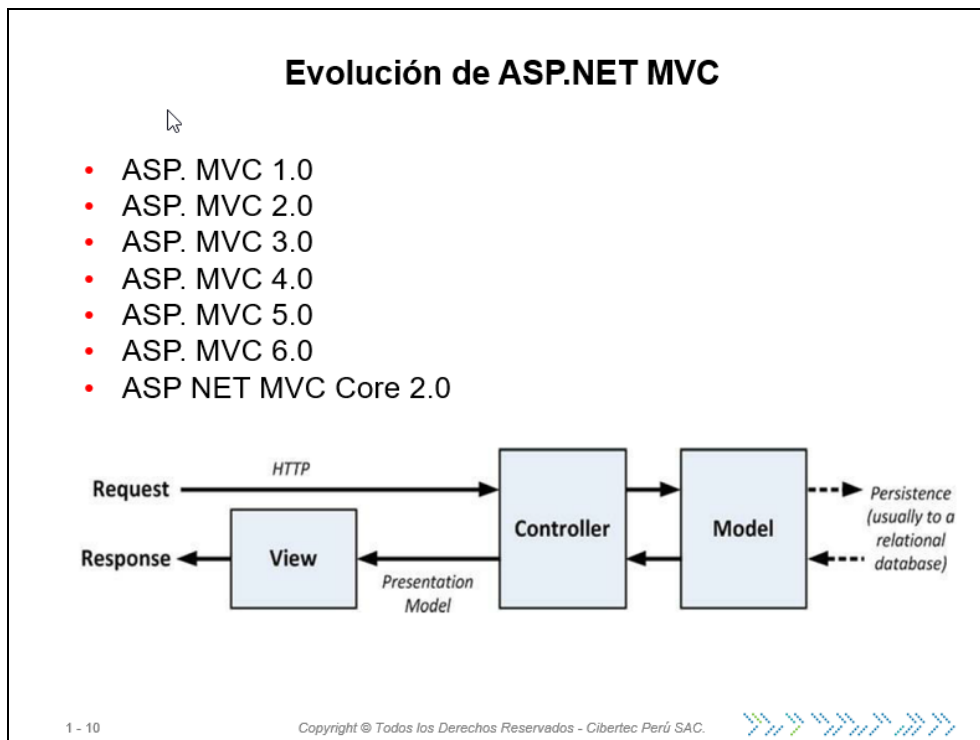 Evolución de ASP.NET MVC
• ASP. MVC 1.0
• ASP. MVC 2.0
• ASP. MVC 3.0
• ASP. MVC 4.0
• ASP. MVC 5.0
• ASP. MVC 6.0
• ASP NET MVC Core 2.0
HTTP
Request
Controller
Model
Persistence
(usually to a
relational
database)
Response
View
Presentation
Model
1 - 10
Copyright © Todos los Derechos Reservados - Cibertec Perú SAC.